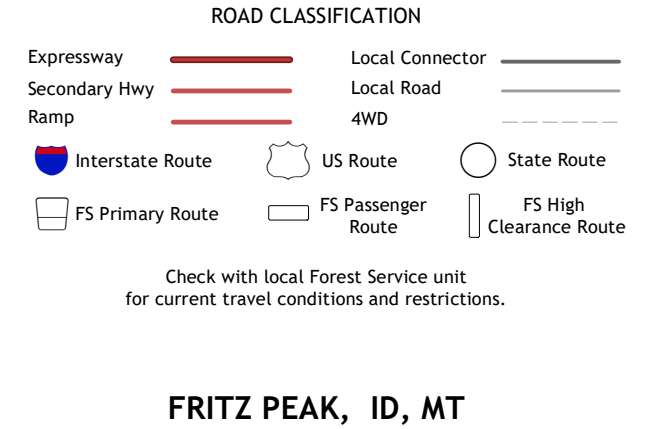 ROAD CLASSIFICATION
Expressway
Local Connector
Secondary Hwy
Local Road
Ramp
4WD
Interstate Route
US Route
State Route
FS Primary Route
FS Passenger
Route
FS High
Clearance Route
Check with local Forest Service unit
for current travel conditions and restrictions.
FRITZ PEAK,  ID, MT